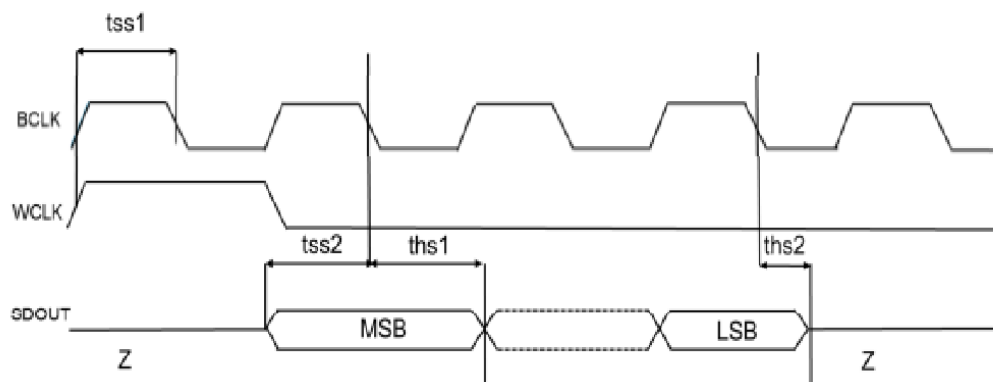 tss1
BCLK
WCLK
tss2
ths1
ths2
SDOUT
MSB
LSB
Z
Z